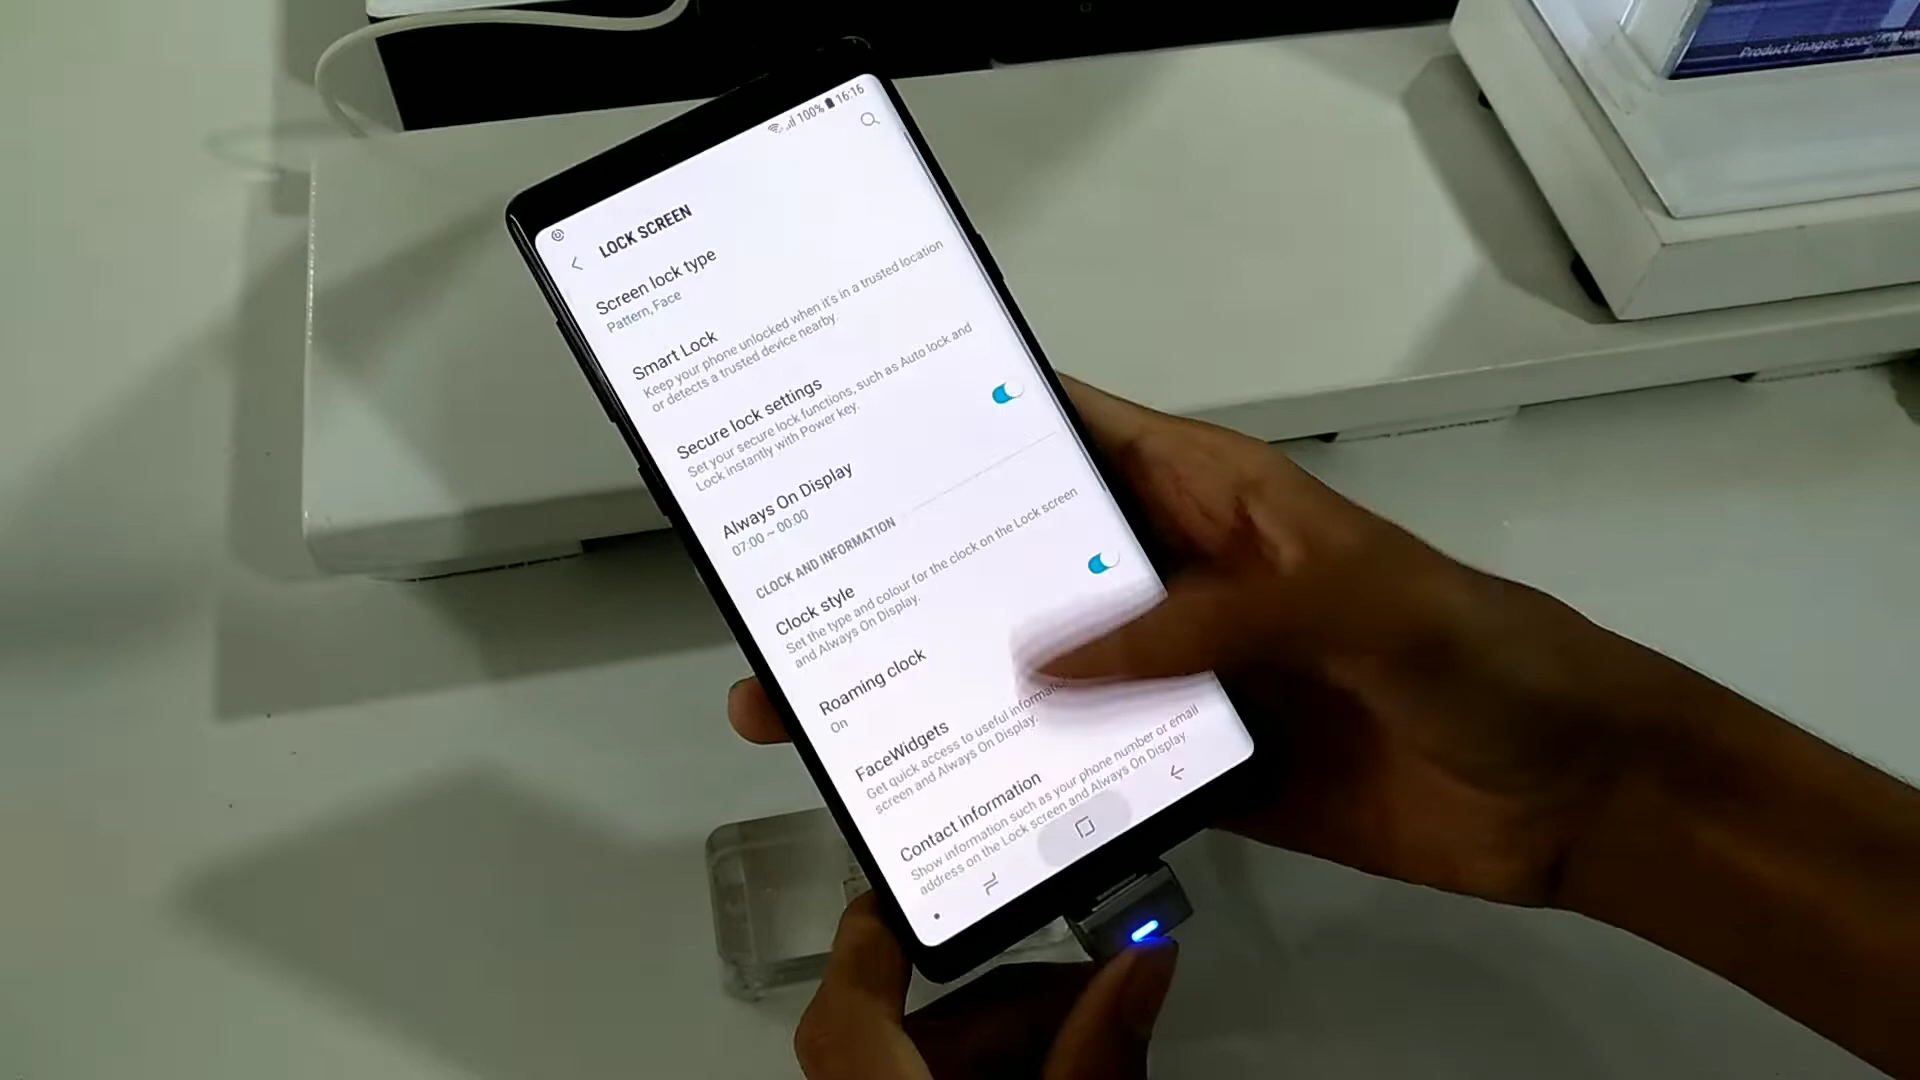 Product images, specific
100% 16:16
LOCK SCREEN
Screen lock type
Pattern, Face
Smart Lock
Keep your phone unlocked when it's in a trusted location
or detects a trusted device nearby.
Secure lock settings
Set your secure lock functions, such as Auto lock and
Lock instantly with Power key.
Always On Display
07:00 ~ 00:00
CLOCK AND INFORMATION
Clock style
Set the type and colour for the clock on the Lock screen
and Always On Display.
Roaming clock
On
FaceWidgets
Get quick access to useful information
screen and Always On Display.
Contact information
Show information such as your phone number or email
address on the Lock screen and Always On Display